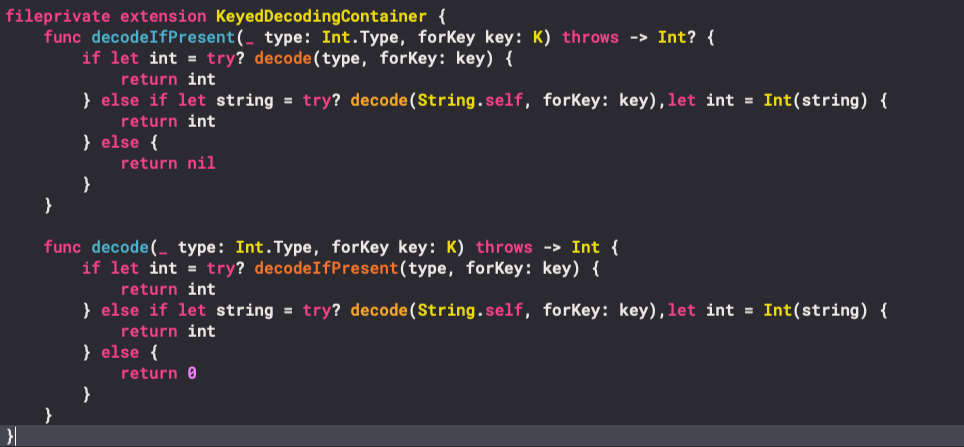 fileprivate extension KeyedDecodingContainer {
    func decodeIfPresent(_ type: Int.Type, forKey key: K) throws -> Int? {
        if let int = try? decode(type, forKey: key) {
            return int
        } else if let string = try? decode(String.self, forKey: key),let int = Int(string) {
            return int
        } else {
            return nil
        }
    }

    func decode(_ type: Int.Type, forKey key: K) throws -> Int {
        if let int = try? decodeIfPresent(type, forKey: key) {
            return int
        } else if let string = try? decode(String.self, forKey: key),let int = Int(string) {
            return int
        } else {
            return 0
        }
    }
}